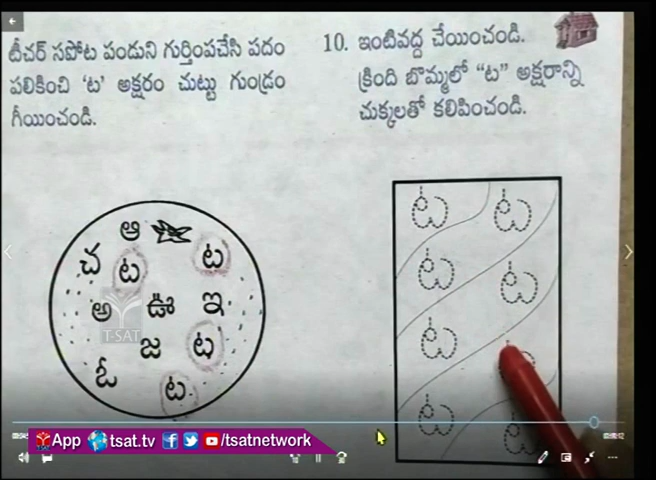 టీచర్ సపోట పండుని గుర్తింపచేసి పదం
పలికించి ‘ట’ అక్షరం చుట్టు గుండ్రం
గీయించండి.
10. ఇంటివద్ద చేయించండి.
క్రింది బొమ్మలో “ట” అక్షరాన్ని
చుక్కలతో కలిపించండి.
ఆ
చ ట ట
అ ఊ ఇ
జ ట
ఓ ట
ట ట
ట ట
ట ట
ట ట
T-SAT
App tsat.tv /tsatnetwork